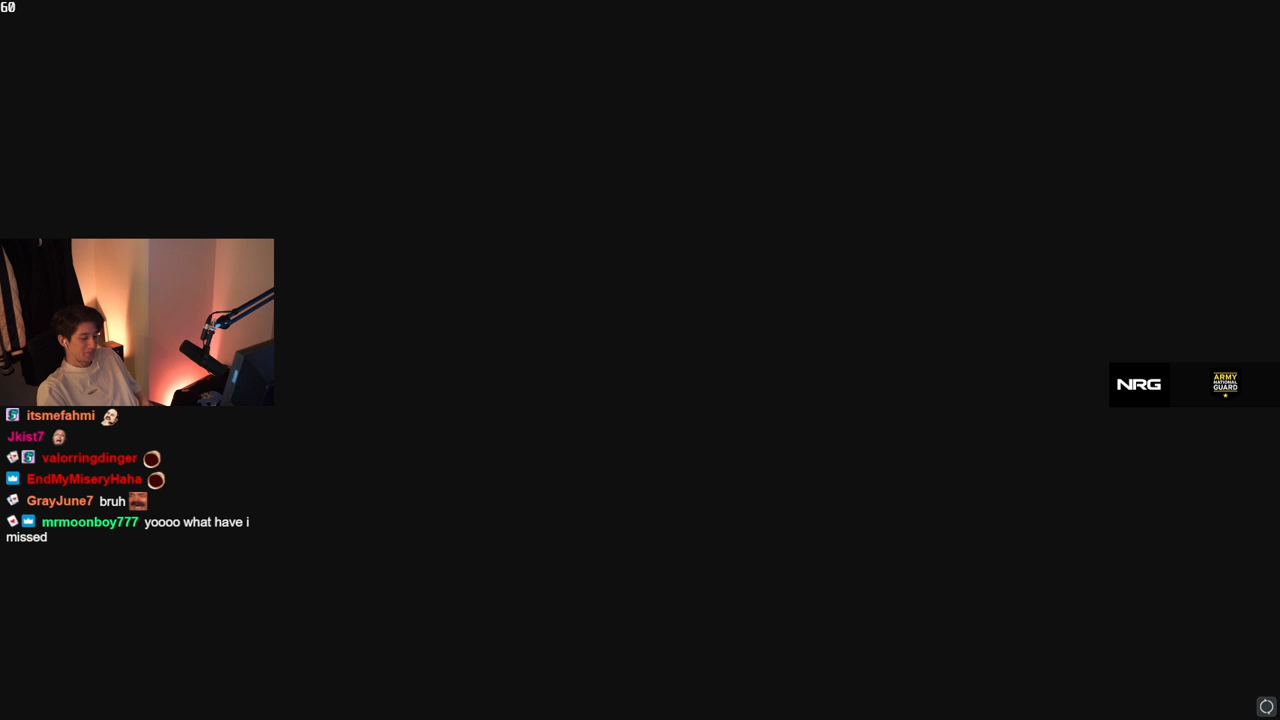 60
NRG
ARMY
NATIONAL
GUARD
itsmefahmi
Jkist7
valorringdinger
EndMyMiseryHaha
GrayJune7 bruh
mrmoonboy777 yoooo what have i
missed